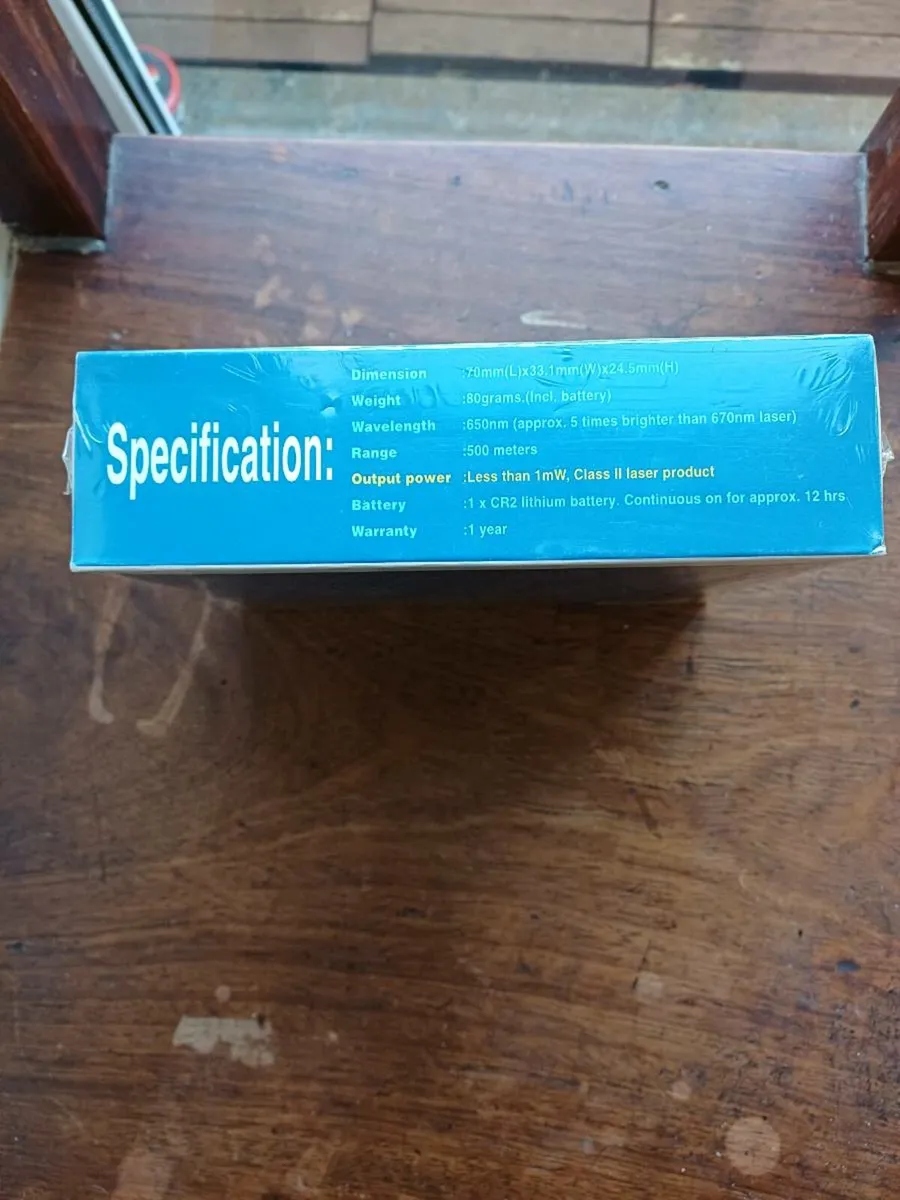 Specification:
Dimension :70mm(L)x33.1mm(W)x24.5mm(H)
Weight :80grams.(Incl. battery)
Wavelength :650nm (approx. 5 times brighter than 670nm laser)
Range :500 meters
Output power :Less than 1mW, Class II laser product
Battery :1 x CR2 lithium battery. Continuous on for approx. 12 hrs
Warranty :1 year